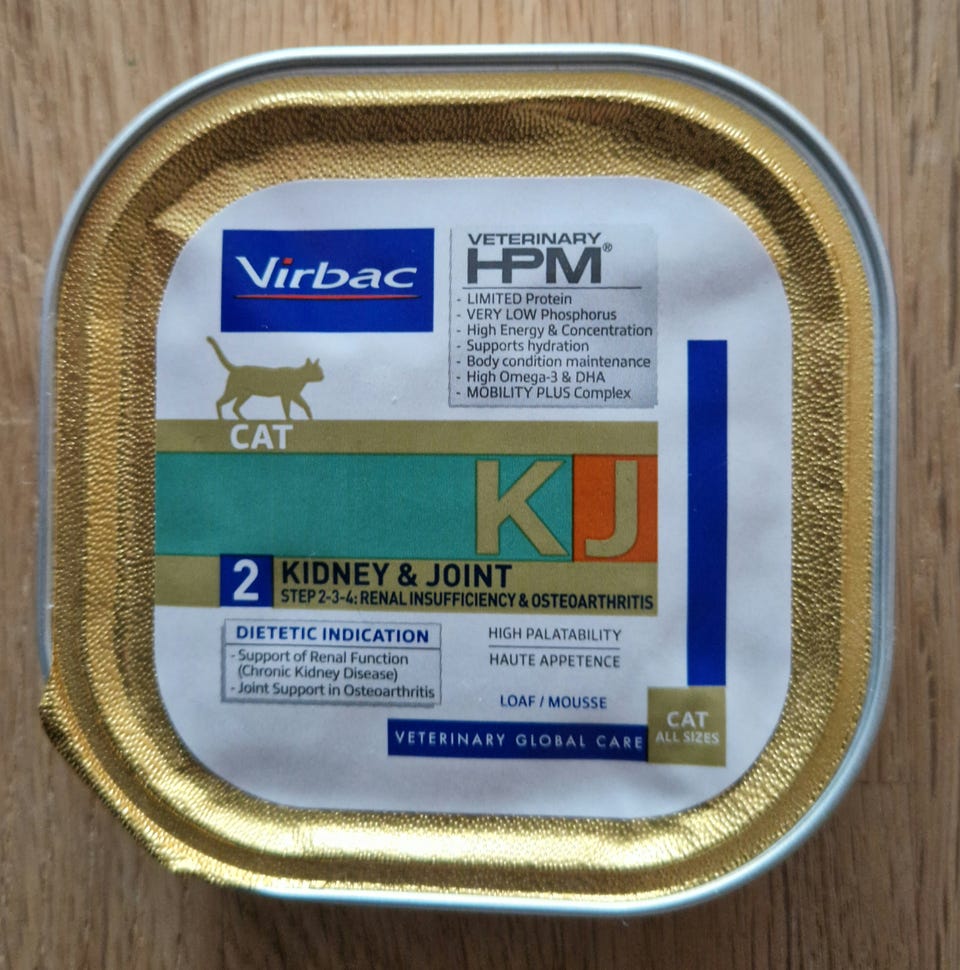 Virbac
VETERINARY
HPM®
- LIMITED Protein
- VERY LOW Phosphorus
- High Energy & Concentration
- Supports hydration
- Body condition maintenance
- High Omega-3 & DHA
- MOBILITY PLUS Complex
CAT
KJ
2 KIDNEY & JOINT
STEP 2-3-4: RENAL INSUFFICIENCY & OSTEOARTHRITIS
DIETETIC INDICATION
- Support of Renal Function
(Chronic Kidney Disease)
- Joint Support in Osteoarthritis
HIGH PALATABILITY
HAUTE APPETENCE
LOAF / MOUSSE
VETERINARY GLOBAL CARE
CAT
ALL SIZES